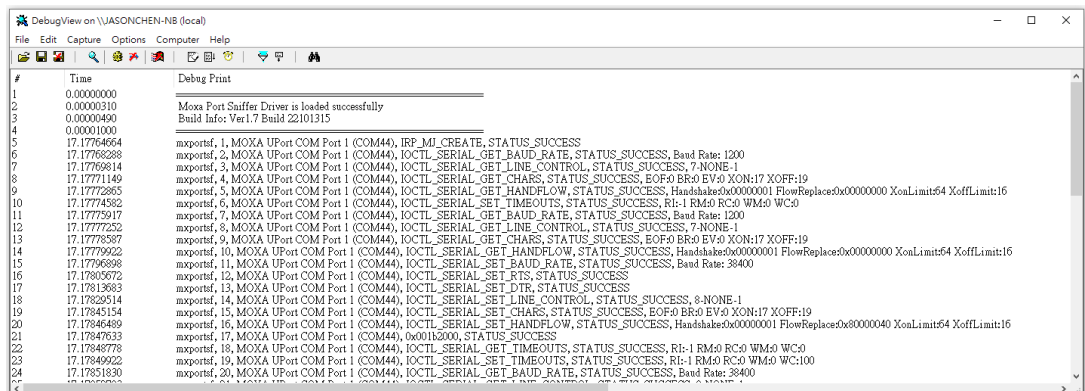 DebugView on \\JASONCHEN-NB (local)
File Edit Capture Options Computer Help
# Time Debug Print
1 0.00000000 ════════════════════════════════
2 0.00000310 Moxa Port Sniffer Driver is loaded successfully
3 0.00000490 Build Info: Ver1.7 Build 22101315
4 0.00001000 ════════════════════════════════
5 17.17764664 mxportsf, 1, MOXA UPort COM Port 1 (COM44), IRP_MJ_CREATE, STATUS_SUCCESS
6 17.17768288 mxportsf, 2, MOXA UPort COM Port 1 (COM44), IOCTL_SERIAL_GET_BAUD_RATE, STATUS_SUCCESS, Baud Rate: 1200
7 17.17769814 mxportsf, 3, MOXA UPort COM Port 1 (COM44), IOCTL_SERIAL_GET_LINE_CONTROL, STATUS_SUCCESS, 7-NONE-1
8 17.17771149 mxportsf, 4, MOXA UPort COM Port 1 (COM44), IOCTL_SERIAL_GET_CHARS, STATUS_SUCCESS, EOF:0 BR:0 EV:0 XON:17 XOFF:19
9 17.17772865 mxportsf, 5, MOXA UPort COM Port 1 (COM44), IOCTL_SERIAL_GET_HANDFLOW, STATUS_SUCCESS, Handshake:0x00000001 FlowReplace:0x00000000 XonLimit:64 XoffLimit:16
10 17.17774582 mxportsf, 6, MOXA UPort COM Port 1 (COM44), IOCTL_SERIAL_SET_TIMEOUTS, STATUS_SUCCESS, RI:-1 RM:0 RC:0 WM:0 WC:0
11 17.17775917 mxportsf, 7, MOXA UPort COM Port 1 (COM44), IOCTL_SERIAL_GET_BAUD_RATE, STATUS_SUCCESS, Baud Rate: 1200
12 17.17777252 mxportsf, 8, MOXA UPort COM Port 1 (COM44), IOCTL_SERIAL_GET_LINE_CONTROL, STATUS_SUCCESS, 7-NONE-1
13 17.17778587 mxportsf, 9, MOXA UPort COM Port 1 (COM44), IOCTL_SERIAL_GET_CHARS, STATUS_SUCCESS, EOF:0 BR:0 EV:0 XON:17 XOFF:19
14 17.17779922 mxportsf, 10, MOXA UPort COM Port 1 (COM44), IOCTL_SERIAL_GET_HANDFLOW, STATUS_SUCCESS, Handshake:0x00000001 FlowReplace:0x00000000 XonLimit:64 XoffLimit:16
15 17.17796898 mxportsf, 11, MOXA UPort COM Port 1 (COM44), IOCTL_SERIAL_SET_BAUD_RATE, STATUS_SUCCESS, Baud Rate: 38400
16 17.17805672 mxportsf, 12, MOXA UPort COM Port 1 (COM44), IOCTL_SERIAL_SET_RTS, STATUS_SUCCESS
17 17.17813683 mxportsf, 13, MOXA UPort COM Port 1 (COM44), IOCTL_SERIAL_SET_DTR, STATUS_SUCCESS
18 17.17829514 mxportsf, 14, MOXA UPort COM Port 1 (COM44), IOCTL_SERIAL_SET_LINE_CONTROL, STATUS_SUCCESS, 8-NONE-1
19 17.17845154 mxportsf, 15, MOXA UPort COM Port 1 (COM44), IOCTL_SERIAL_SET_CHARS, STATUS_SUCCESS, EOF:0 BR:0 EV:0 XON:17 XOFF:19
20 17.17846489 mxportsf, 16, MOXA UPort COM Port 1 (COM44), IOCTL_SERIAL_SET_HANDFLOW, STATUS_SUCCESS, Handshake:0x00000001 FlowReplace:0x80000040 XonLimit:64 XoffLimit:16
21 17.17847633 mxportsf, 17, MOXA UPort COM Port 1 (COM44), 0x001b2000, STATUS_SUCCESS
22 17.17848778 mxportsf, 18, MOXA UPort COM Port 1 (COM44), IOCTL_SERIAL_GET_TIMEOUTS, STATUS_SUCCESS, RI:-1 RM:0 RC:0 WM:0 WC:0
23 17.17849922 mxportsf, 19, MOXA UPort COM Port 1 (COM44), IOCTL_SERIAL_SET_TIMEOUTS, STATUS_SUCCESS, RI:-1 RM:0 RC:0 WM:0 WC:100
24 17.17851830 mxportsf, 20, MOXA UPort COM Port 1 (COM44), IOCTL_SERIAL_GET_BAUD_RATE, STATUS_SUCCESS, Baud Rate: 38400